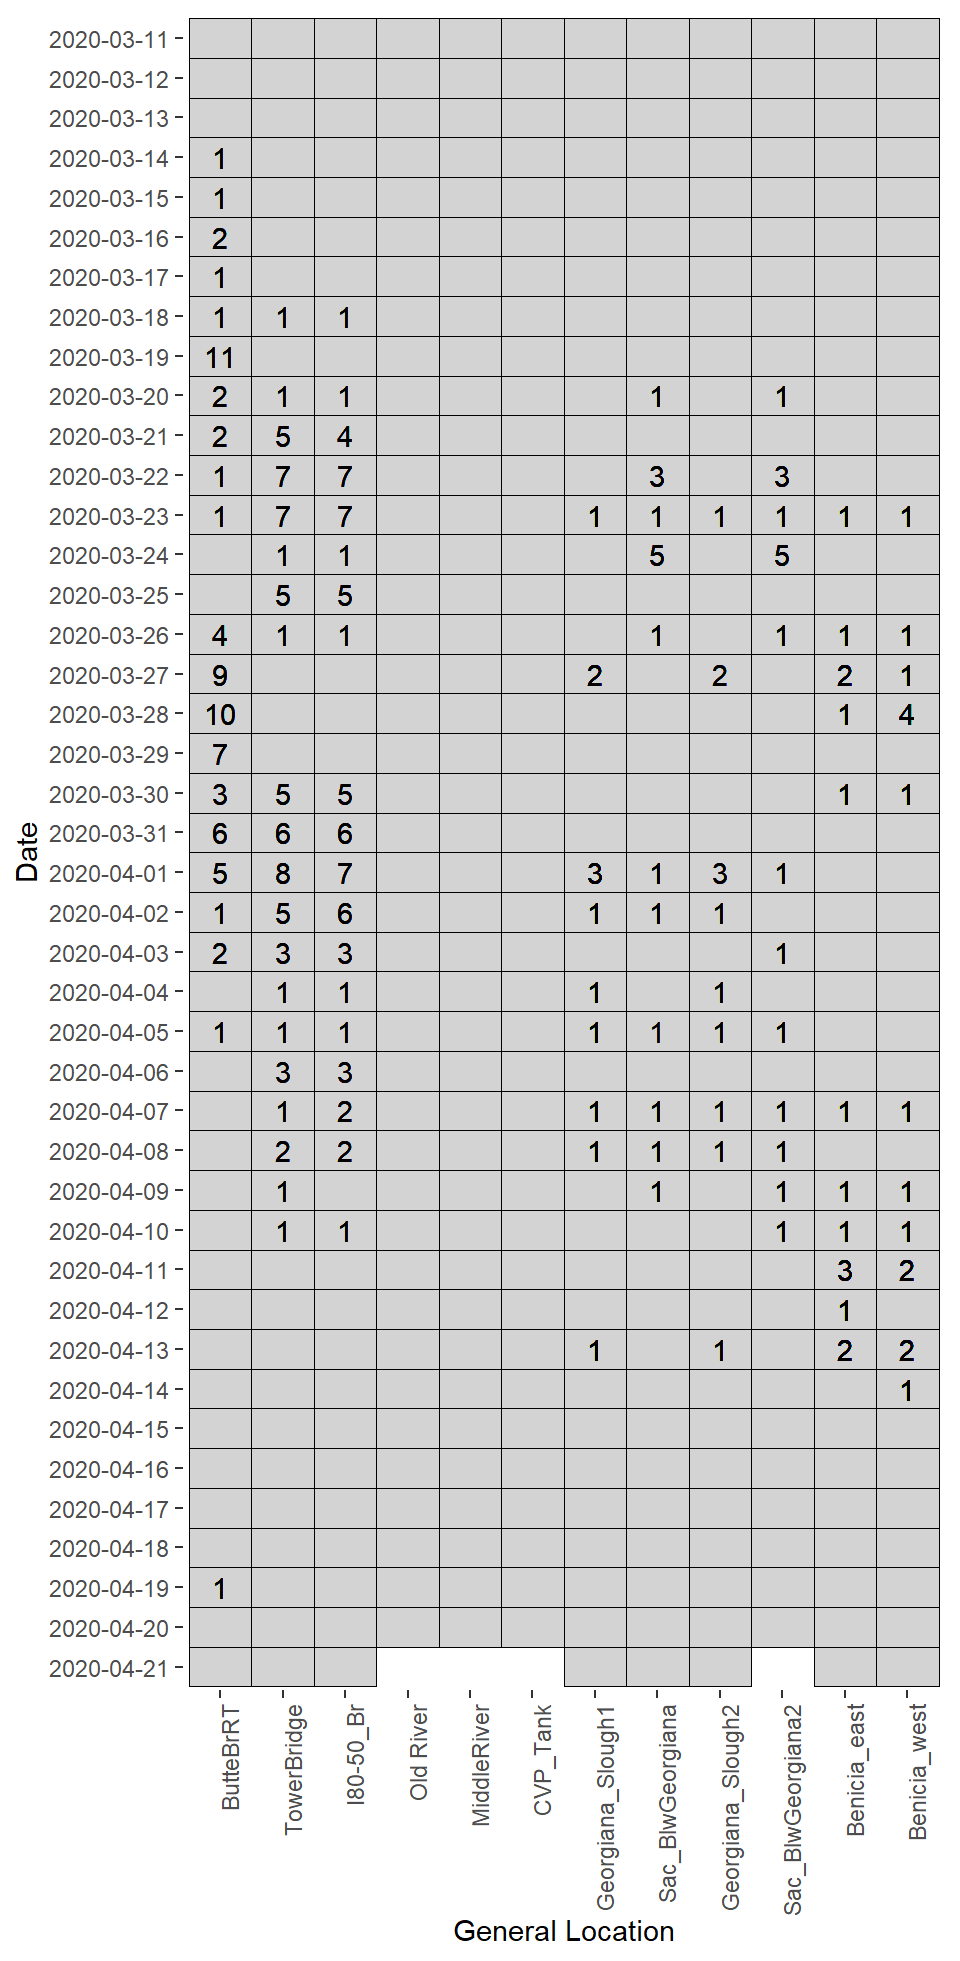 2020-03-11
2020-03-12
2020-03-13
2020-03-14 1
2020-03-15 1
2020-03-16 2
2020-03-17 1
2020-03-18 1 1 1
2020-03-19 11
2020-03-20 2 1 1 1 1
2020-03-21 2 5 4
2020-03-22 1 7 7 3 3
2020-03-23 1 7 7 1 1 1 1 1 1
2020-03-24 1 1 5 5
2020-03-25 5 5
2020-03-26 4 1 1 1 1 1 1
2020-03-27 9 2 2 2 1
2020-03-28 10 1 4
2020-03-29 7
2020-03-30 3 5 5 1 1
2020-03-31 6 6 6
2020-04-01 5 8 7 3 1 3 1
2020-04-02 1 5 6 1 1 1
2020-04-03 2 3 3 1
2020-04-04 1 1 1 1
2020-04-05 1 1 1 1 1 1 1
2020-04-06 3 3
2020-04-07 1 2 1 1 1 1 1 1
2020-04-08 2 2 1 1 1 1
2020-04-09 1 1 1 1 1
2020-04-10 1 1 1 1 1
2020-04-11 3 2
2020-04-12 1
2020-04-13 1 1 2 2
2020-04-14 1
2020-04-15
2020-04-16
2020-04-17
2020-04-18
2020-04-19 1
2020-04-20
2020-04-21
Date
ButteBrRT
TowerBridge
I80-50_Br
Old River
MiddleRiver
CVP_Tank
Georgiana_Slough1
Sac_BlwGeorgiana
Georgiana_Slough2
Sac_BlwGeorgiana2
Benicia_east
Benicia_west
General Location